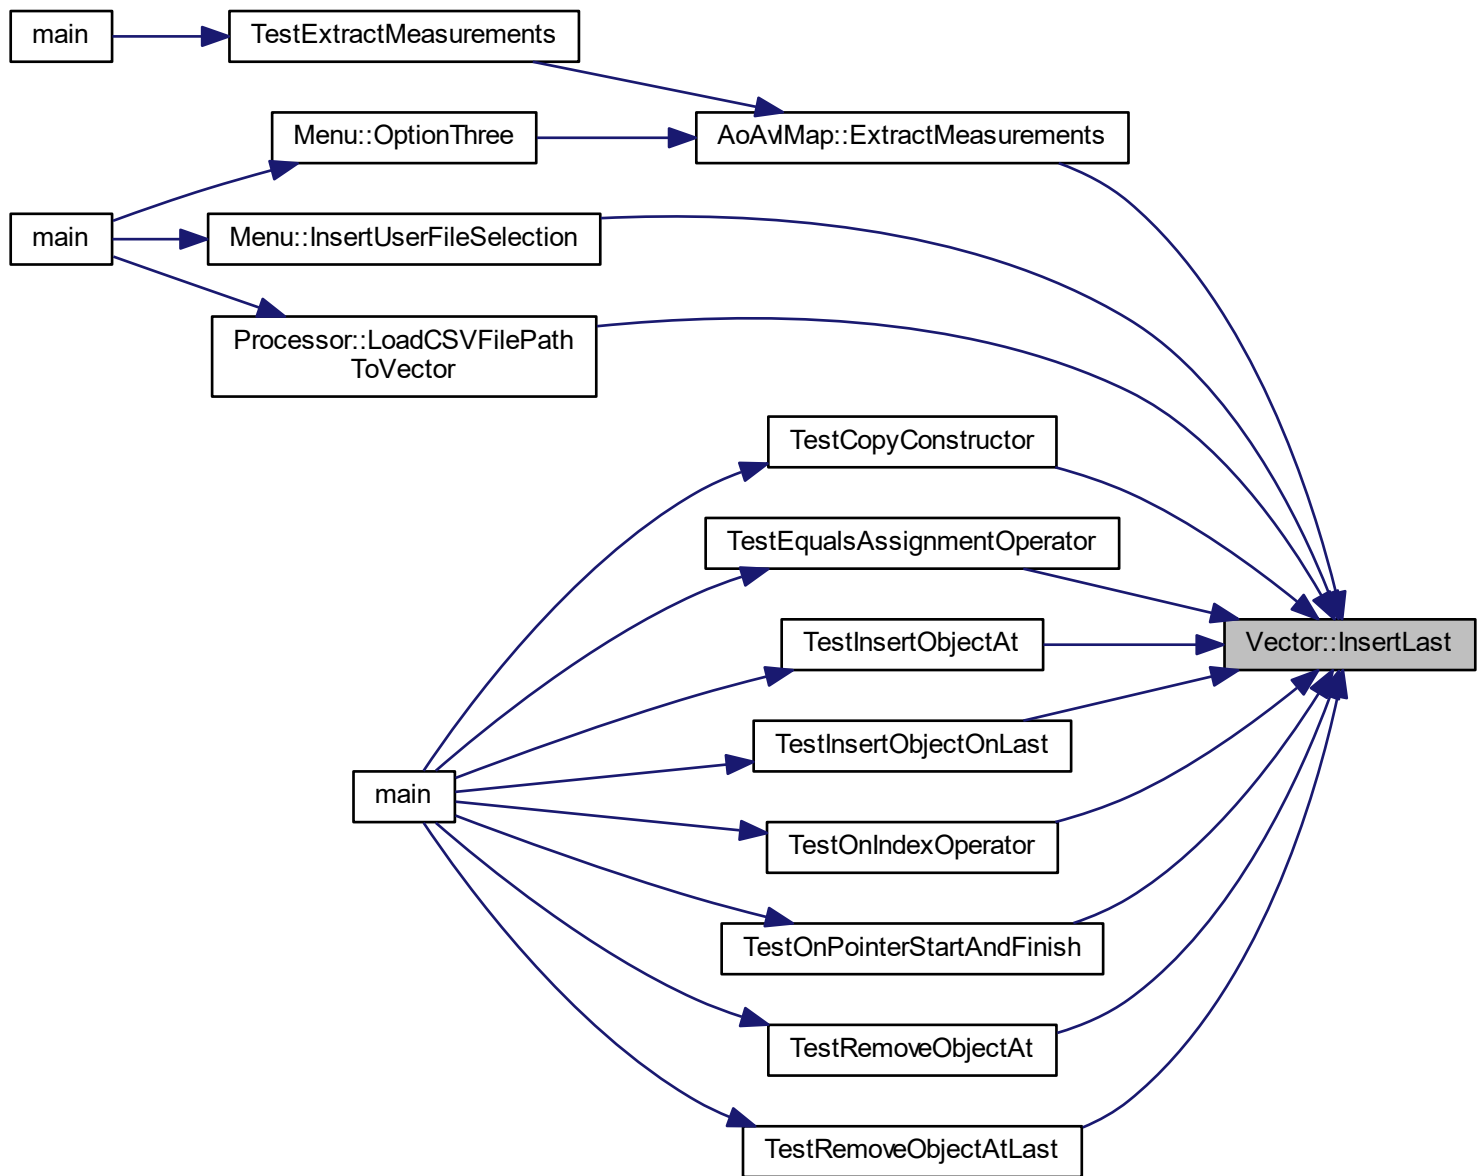 main
TestExtractMeasurements
Menu::OptionThree
AoAvlMap::ExtractMeasurements
main
Menu::InsertUserFileSelection
Processor::LoadCSVFilePath
ToVector
TestCopyConstructor
TestEqualsAssignmentOperator
TestInsertObjectAt
Vector::InsertLast
TestInsertObjectOnLast
main
TestOnIndexOperator
TestOnPointerStartAndFinish
TestRemoveObjectAt
TestRemoveObjectAtLast